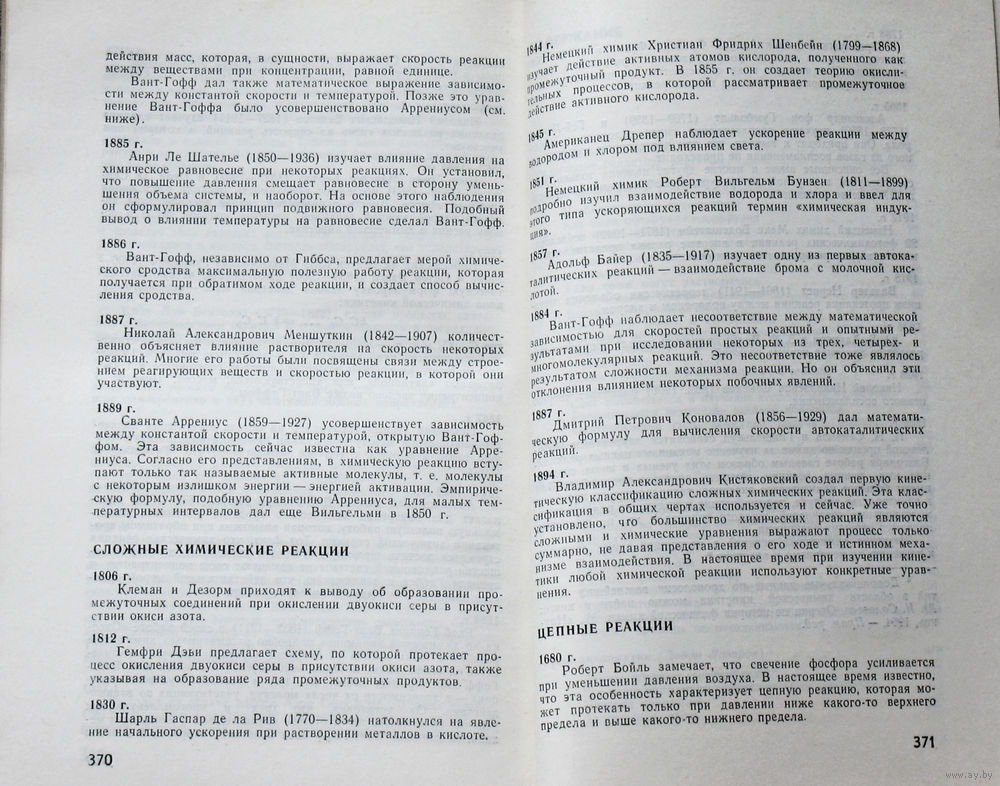 действия масс, которая, в сущности, выражает скорость реакции
между веществами при концентрации, равной единице.
Вант-Гофф дал также математическое выражение зависимо-
сти между константой скорости и температурой. Позже это урав-
нение Вант-Гоффа было усовершенствовано Аррениусом (см.
ниже).
1885 г.
Анри Ле Шателье (1850—1936) изучает влияние давления на
химическое равновесие при некоторых реакциях. Он установил,
что повышение давления смещает равновесие в сторону умень-
шения объема системы, и наоборот. На основе этого наблюдения
он сформулировал принцип подвижного равновесия. Подобный
вывод о влиянии температуры на равновесие сделал Вант-Гофф.
1886 г.
Вант-Гофф, независимо от Гиббса, предлагает мерой химиче-
ского сродства максимальную полезную работу реакции, которая
получается при обратимом ходе реакции, и создает способ вычис-
ления сродства.
1887 г.
Николай Александрович Меншуткин (1842—1907) количест-
венно объясняет влияние растворителя на скорость некоторых
реакций. Многие его работы были посвящены связи между строе-
нием реагирующих веществ и скоростью реакции, в которой они
участвуют.
1889 г.
Сванте Аррениус (1859—1927) усовершенствует зависимость
между константой скорости и температурой, открытую Вант-Гоф-
фом. Эта зависимость сейчас известна как уравнение Арре-
ниуса. Согласно его представлениям, в химическую реакцию всту-
пают только так называемые активные молекулы, т. е. молекулы
с некоторым излишком энергии — энергией активации. Эмпириче-
скую формулу, подобную уравнению Аррениуса, для малых тем-
пературных интервалов дал еще Вильгельми в 1850 г.
СЛОЖНЫЕ ХИМИЧЕСКИЕ РЕАКЦИИ
1806 г.
Клеман и Дезорм приходят к выводу об образовании про-
межуточных соединений при окислении двуокиси серы в присут-
ствии окиси азота.
1812 г.
Гемфри Дэви предлагает схему, по которой протекает про-
цесс окисления двуокиси серы в присутствии окиси азота, также
указывая на образование ряда промежуточных продуктов.
1830 г.
Шарль Гаспар де ла Рив (1770—1834) натолкнулся на явле-
ние начального ускорения при растворении металлов в кислоте.
370
1844 г.
Немецкий химик Христиан Фридрих Шенбейн (1799—1868)
изучает действие активных атомов кислорода, полученного как
промежуточный продукт. В 1855 г. он создает теорию окисли-
тельных процессов, в которой рассматривает промежуточное
действие активного кислорода.
1845 г.
Американец Дрепер наблюдает ускорение реакции между
водородом и хлором под влиянием света.
1851 г.
Немецкий химик Роберт Вильгельм Бунзен (1811—1899)
подробно изучил взаимодействие водорода и хлора и ввел для
этого типа ускоряющихся реакций термин «химическая индук-
ция».
1857 г.
Адольф Байер (1835—1917) изучает одну из первых автока-
талитических реакций — взаимодействие брома с молочной кис-
лотой.
1884 г.
Вант-Гофф наблюдает несоответствие между математической
зависимостью для скоростей простых реакций и опытными ре-
зультатами при исследовании некоторых из трех, четырех- и
многомолекулярных реакций. Это несоответствие тоже являлось
результатом сложности механизма реакции. Но он объяснил эти
отклонения влиянием некоторых побочных явлений.
1887 г.
Дмитрий Петрович Коновалов (1856—1929) дал математи-
ческую формулу для вычисления скорости автокаталитических
реакций.
1894 г.
Владимир Александрович Кистяковский создал первую кине-
тическую классификацию сложных химических реакций. Эта клас-
сификация в общих чертах используется и сейчас. Уже точно
установлено, что большинство химических реакций являются
сложными и химические уравнения выражают процесс только
суммарно, не давая представления о его ходе и истинном меха-
низме взаимодействия. В настоящее время при изучении кине-
тики любой химической реакции используют конкретные урав-
нения.
ЦЕПНЫЕ РЕАКЦИИ
1680 г.
Роберт Бойль замечает, что свечение фосфора усиливается
при уменьшении давления воздуха. В настоящее время известно,
что эта особенность характеризует цепную реакцию, которая мо-
жет протекать только при давлении ниже какого-то верхнего
предела и выше какого-то нижнего предела.
371
www.ay.by